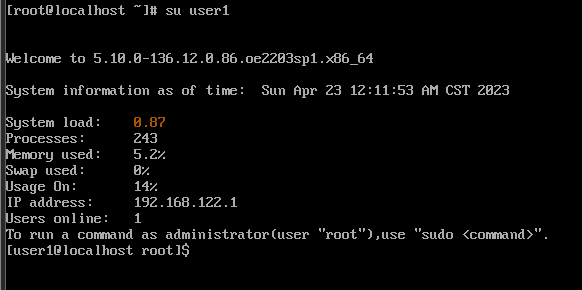 [root@localhost ~]# su user1
Welcome to 5.10.0-136.12.0.86.oe2203sp1.x86_64
System information as of time:  Sun Apr 23 12:11:53 AM CST 2023
System load:    0.87
Processes:      243
Memory used:    5.2%
Swap used:      0%
Usage On:       14%
IP address:     192.168.122.1
Users online:   1
To run a command as administrator(user "root"),use "sudo <command>".
[user1@localhost root]$